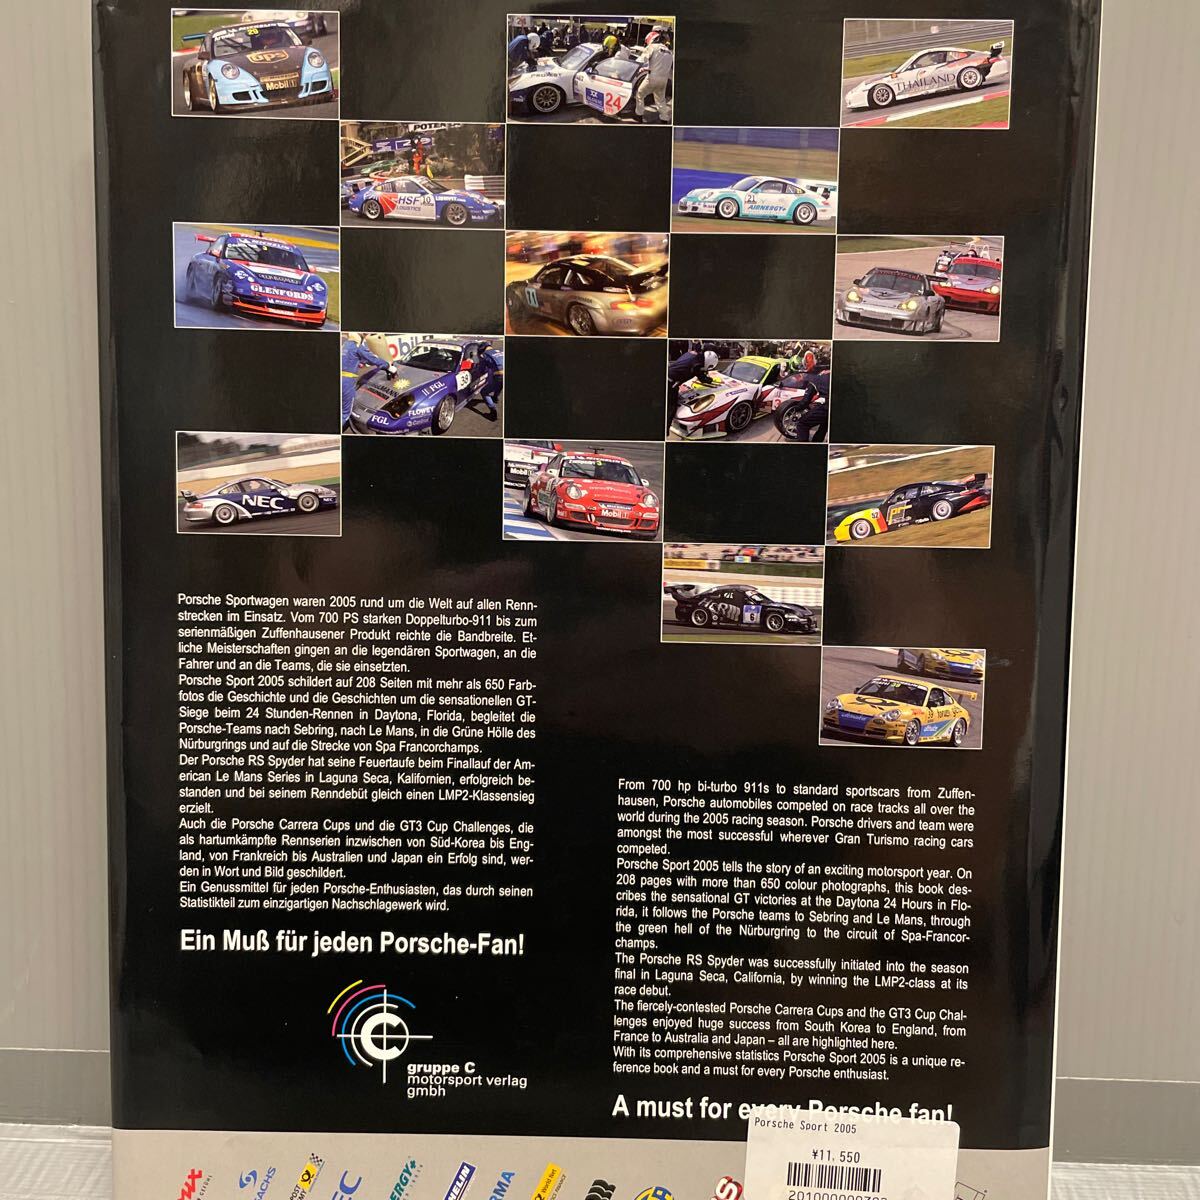 ups
Mobil 1
24
THAILAND
HSF
LOGISTICS
10
21
AIRNERGY+
GLENFORDS
FGL
FLOWEY
FGL
39
NEC
Mobil 1
Porsche Sportwagen waren 2005 rund um die Welt auf allen Renn-
strecken im Einsatz. Vom 700 PS starken Doppelturbo-911 bis zum
serienmäßigen Zuffenhausener Produkt reichte die Bandbreite. Et-
liche Meisterschaften gingen an die legendären Sportwagen, an die
Fahrer und an die Teams, die sie einsetzten.
Porsche Sport 2005 schildert auf 208 Seiten mit mehr als 650 Farb-
fotos die Geschichte und die Geschichten um die sensationellen GT-
Siege beim 24 Stunden-Rennen in Daytona, Florida, begleitet die
Porsche-Teams nach Sebring, nach Le Mans, in die Grüne Hölle des
Nürburgrings und auf die Strecke von Spa Francorchamps.
Der Porsche RS Spyder hat seine Feuertaufe beim Finallauf der Am-
erican Le Mans Series in Laguna Seca, Kalifornien, erfolgreich be-
standen und bei seinem Renndebüt gleich einen LMP2-Klassensieg
erzielt.
Auch die Porsche Carrera Cups und die GT3 Cup Challenges, die
als hartumkämpfte Rennserien inzwischen von Süd-Korea bis Eng-
land, von Frankreich bis Australien und Japan ein Erfolg sind, wer-
den in Wort und Bild geschildert.
Ein Genussmittel für jeden Porsche-Enthusiasten, das durch seinen
Statistikteil zum einzigartigen Nachschlagewerk wird.
Ein Muß für jeden Porsche-Fan!
gruppe C
motorsport verlag
gmbh
From 700 hp bi-turbo 911s to standard sportscars from Zuffen-
hausen, Porsche automobiles competed on race tracks all over the
world during the 2005 racing season. Porsche drivers and team were
amongst the most successful wherever Gran Turismo racing cars
competed.
Porsche Sport 2005 tells the story of an exciting motorsport year. On
208 pages with more than 650 colour photographs, this book des-
cribes the sensational GT victories at the Daytona 24 Hours in Flo-
rida, it follows the Porsche teams to Sebring and Le Mans, through
the green hell of the Nürburgring to the circuit of Spa-Francor-
champs.
The Porsche RS Spyder was successfully initiated into the season
final in Laguna Seca, California, by winning the LMP2-class at its
race debut.
The fiercely-contested Porsche Carrera Cups and the GT3 Cup Chal-
lenges enjoyed huge success from South Korea to England, from
France to Australia and Japan – all are highlighted here.
With its comprehensive statistics Porsche Sport 2005 is a unique re-
ference book and a must for every Porsche enthusiast.
A must for every Porsche fan!
Porsche Sport 2005
¥11,550
SACHS